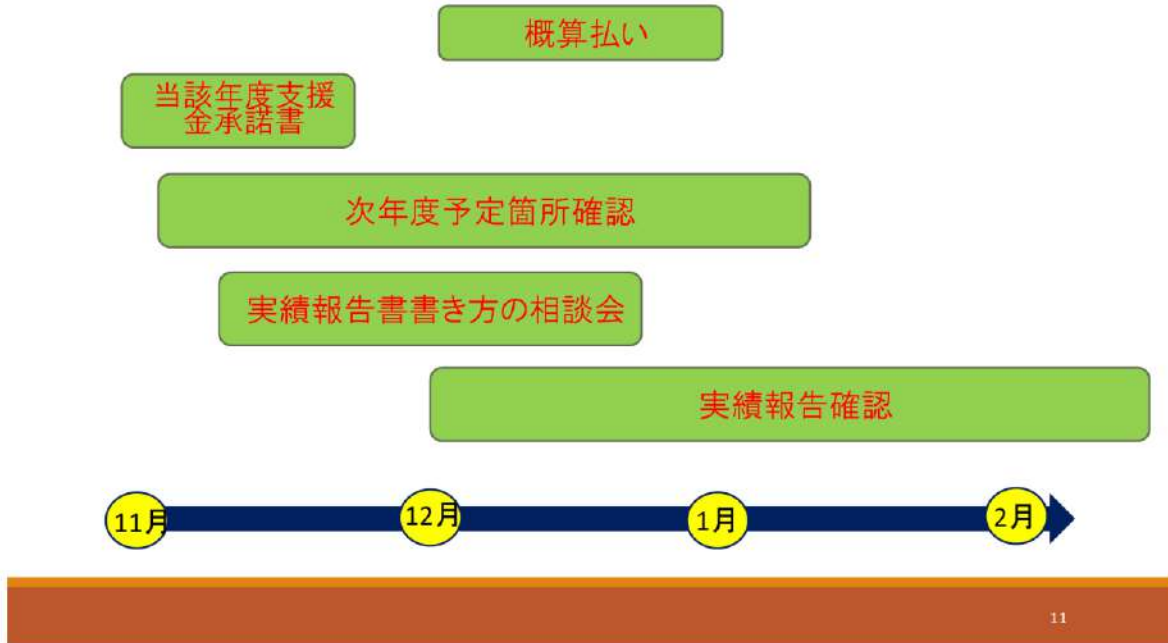 概算払い
当該年度支援
金承諾書
次年度予定箇所確認
実績報告書書き方の相談会
実績報告確認
11月
12月
1月
2月
11